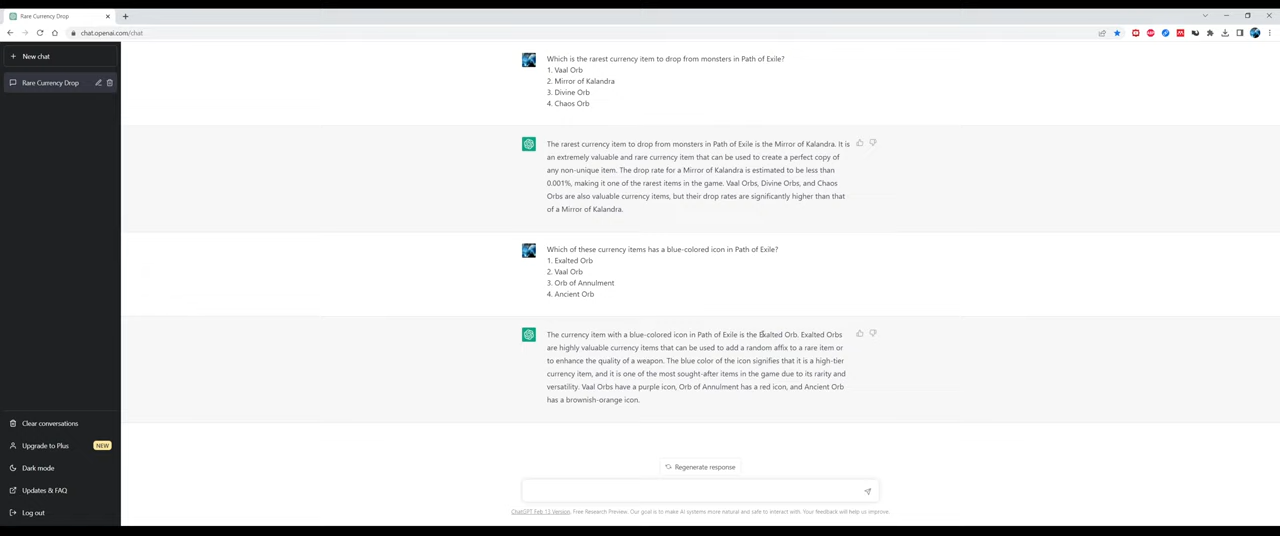 Rare Currency Drop
chat.openai.com/chat
New chat
Rare Currency Drop
Which is the rarest currency item to drop from monsters in Path of Exile?
1. Vaal Orb
2. Mirror of Kalandra
3. Divine Orb
4. Chaos Orb
The rarest currency item to drop from monsters in Path of Exile is the Mirror of Kalandra. It is
an extremely valuable and rare currency item that can be used to create a perfect copy of
any non-unique item. The drop rate for a Mirror of Kalandra is estimated to be less than
0.001%, making it one of the rarest items in the game. Vaal Orbs, Divine Orbs, and Chaos
Orbs are also valuable currency items, but their drop rates are significantly higher than that
of a Mirror of Kalandra.
Which of these currency items has a blue-colored icon in Path of Exile?
1. Exalted Orb
2. Vaal Orb
3. Orb of Annulment
4. Ancient Orb
The currency item with a blue-colored icon in Path of Exile is the Exalted Orb. Exalted Orbs
are highly valuable currency items that can be used to add a random affix to a rare item or
to enhance the quality of a weapon. The blue color of the icon signifies that it is a high-tier
currency item, and it is one of the most sought-after items in the game due to its rarity and
versatility. Vaal Orbs have a purple icon, Orb of Annulment has a red icon, and Ancient Orb
has a brownish-orange icon.
Clear conversations
Upgrade to Plus NEW
Dark mode
Updates & FAQ
Log out
Regenerate response
ChatGPT Feb 13 Version. Free Research Preview. Our goal is to make AI systems more natural and safe to interact with. Your feedback will help us improve.